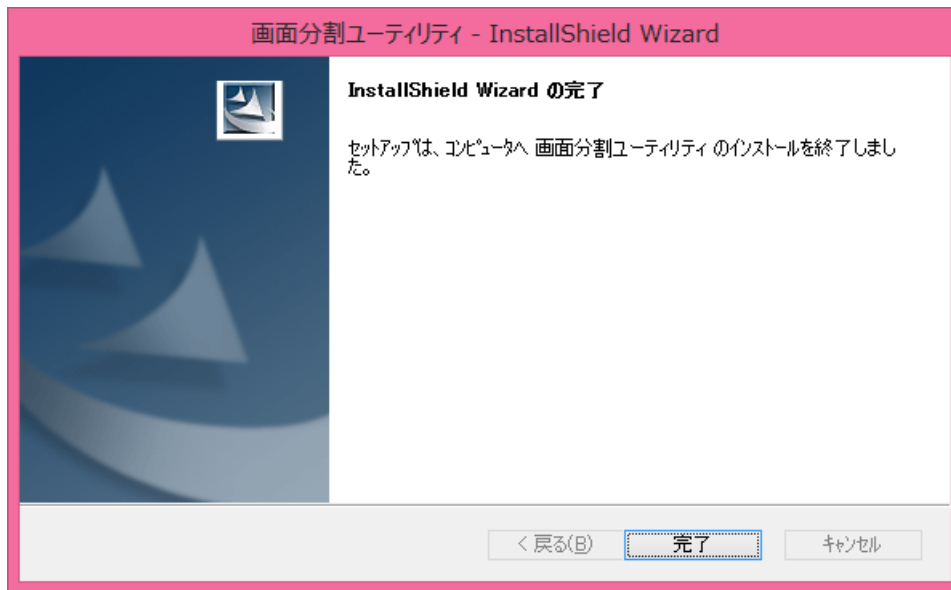 画面分割ユーティリティ - InstallShield Wizard
InstallShield Wizard の完了
セットアップは、コンピュータへ 画面分割ユーティリティ のインストールを終了しまし
た。
< 戻る(B)
完了
キャンセル